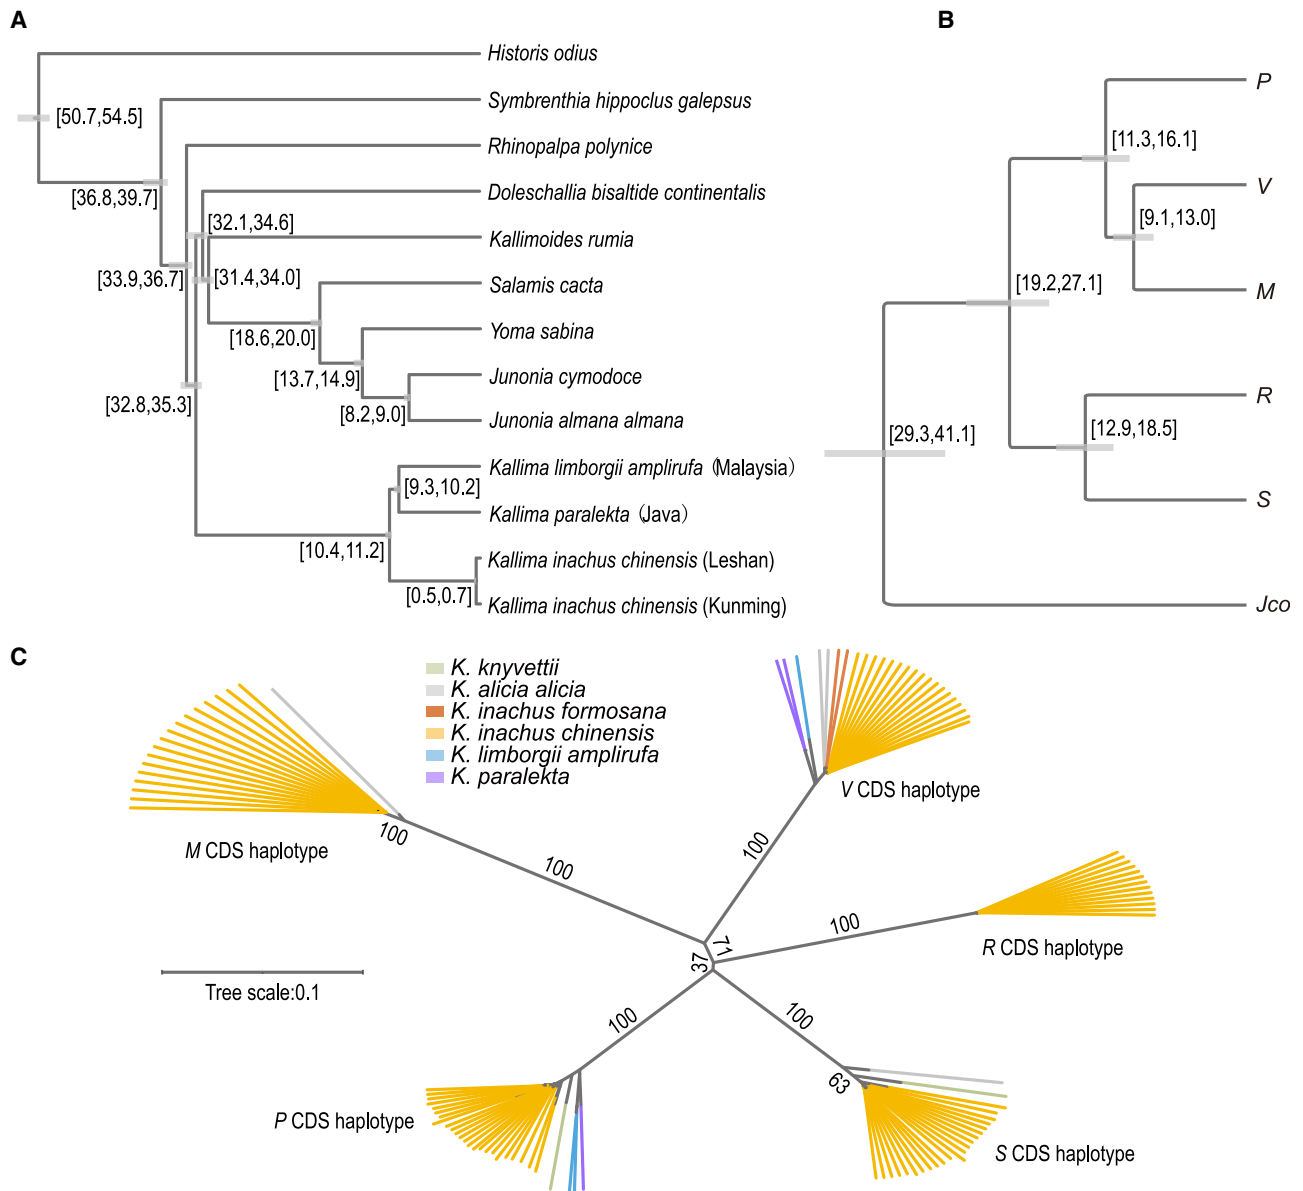 A
Historis odius
Symbrenthia hippoclus galepsus
[50.7,54.5]
Rhinopalpa polynice
[36.8,39.7]
Doleschallia bisaltide continentalis
[32.1,34.6]
Kallimoides rumia
[33.9,36.7]
[31.4,34.0]
Salamis cacta
[18.6,20.0]
Yoma sabina
[13.7,14.9]
Junonia cymodoce
[32.8,35.3]
[8.2,9.0]
Junonia almana almana
Kallima limborgii amplirufa (Malaysia)
[9.3,10.2]
Kallima paralekta (Java)
[10.4,11.2]
Kallima inachus chinensis (Leshan)
[0.5,0.7]
Kallima inachus chinensis (Kunming)
B
P
[11.3,16.1]
V
[9.1,13.0]
[19.2,27.1]
M
R
[12.9,18.5]
[29.3,41.1]
S
Jco
C
K. knyvettii
K. alicia alicia
K. inachus formosana
K. inachus chinensis
K. limborgii amplirufa
K. paralekta
V CDS haplotype
100
M CDS haplotype
100
100
100
R CDS haplotype
71
37
Tree scale:0.1
100
100
63
P CDS haplotype
S CDS haplotype